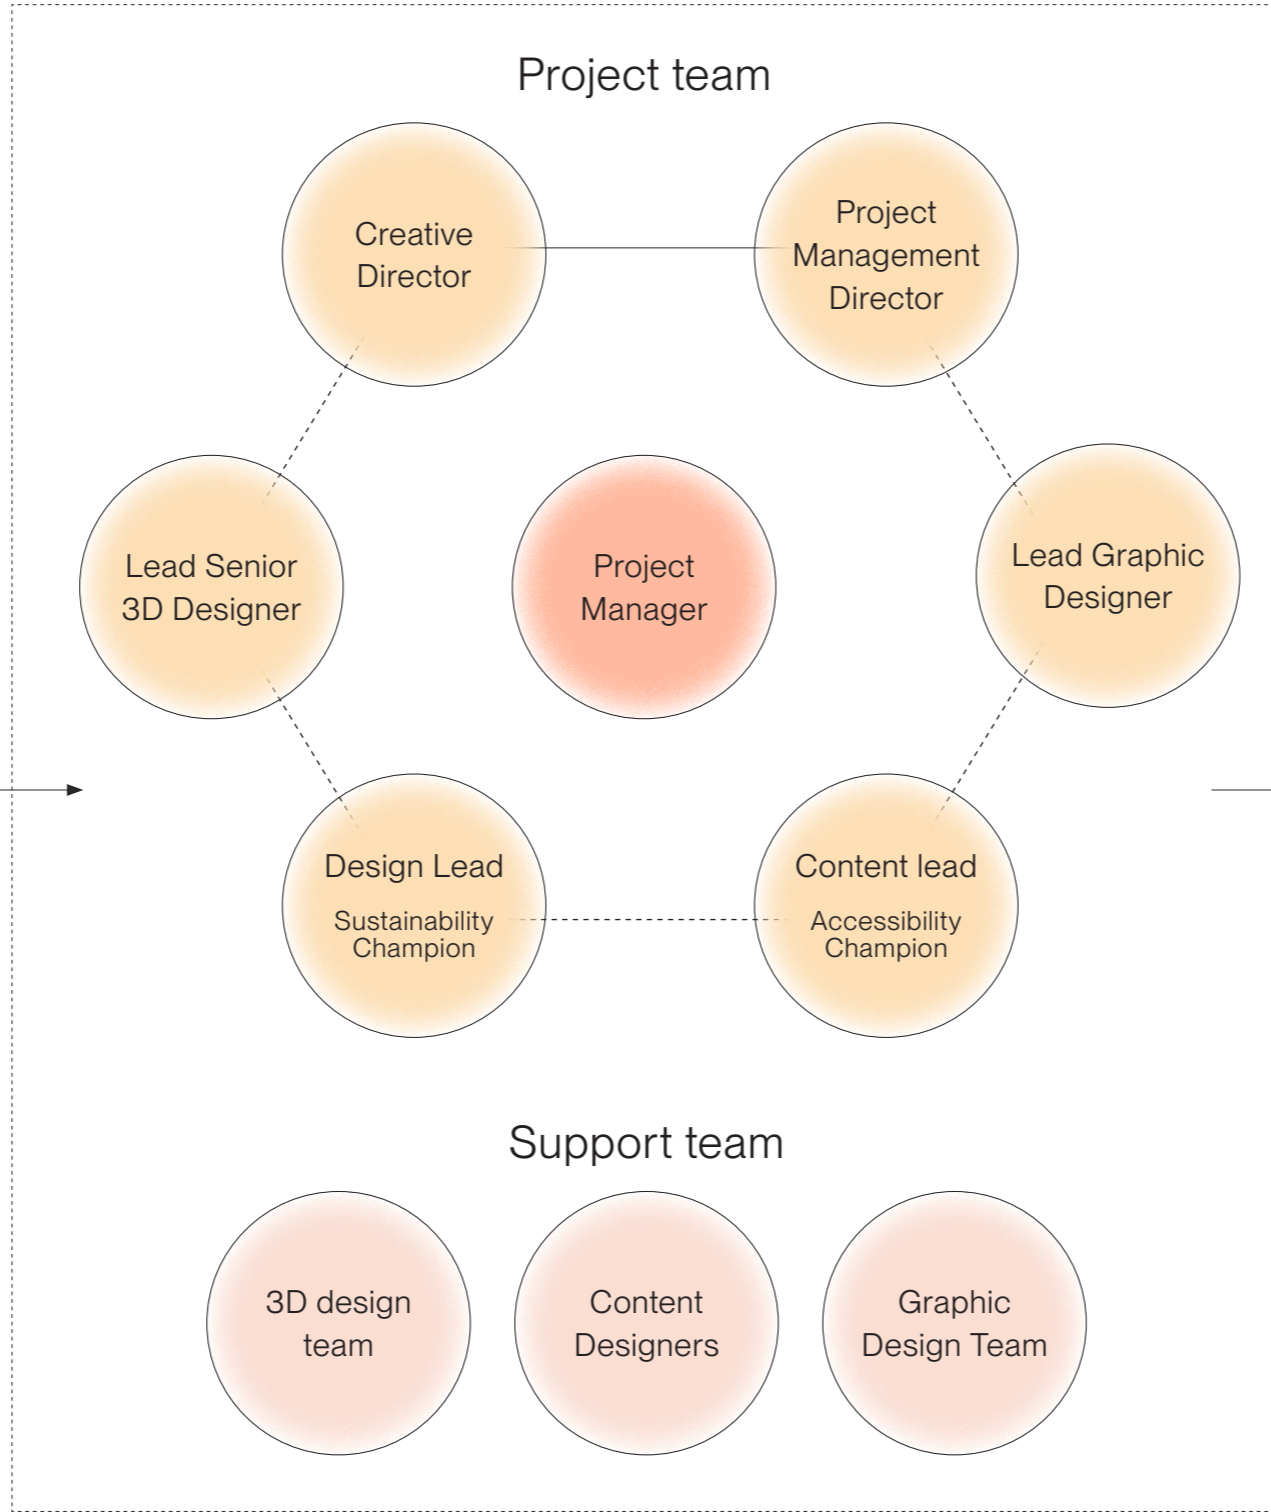 Project team
Creative
Director
Project
Management
Director
Lead Senior
3D Designer
Project
Manager
Lead Graphic
Designer
Design Lead
Sustainability
Champion
Content lead
Accessibility
Champion
Support team
3D design
team
Content
Designers
Graphic
Design Team